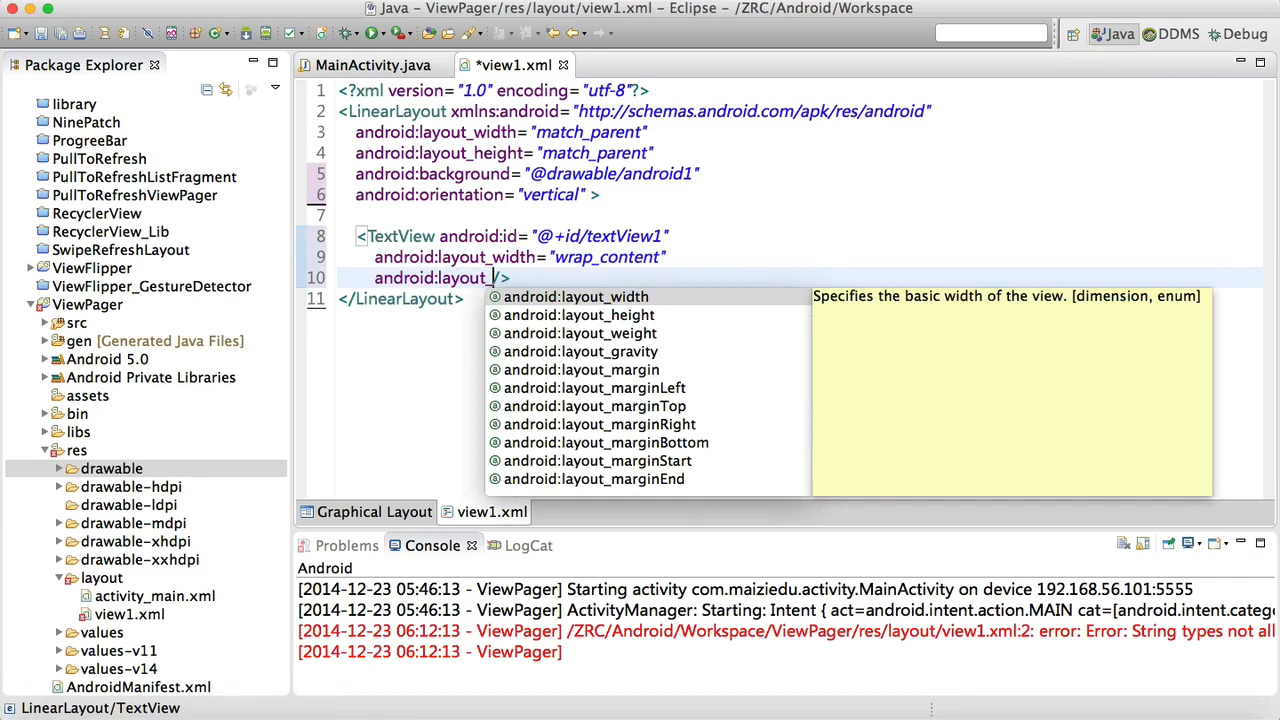 Java - ViewPager/res/layout/view1.xml - Eclipse - /ZRC/Android/Workspace
Java
DDMS
Debug
Package Explorer
library
NinePatch
ProgreeBar
PullToRefresh
PullToRefreshListFragment
PullToRefreshViewPager
RecyclerView
RecyclerView_Lib
SwipeRefreshLayout
ViewFlipper
ViewFlipper_GestureDetector
ViewPager
src
gen [Generated Java Files]
Android 5.0
Android Private Libraries
assets
bin
libs
res
drawable
drawable-hdpi
drawable-ldpi
drawable-mdpi
drawable-xhdpi
drawable-xxhdpi
layout
activity_main.xml
view1.xml
values
values-v11
values-v14
AndroidManifest.xml
MainActivity.java
*view1.xml
1 <?xml version="1.0" encoding="utf-8"?>
2 <LinearLayout xmlns:android="http://schemas.android.com/apk/res/android"
3 android:layout_width="match_parent"
4 android:layout_height="match_parent"
5 android:background="@drawable/android1"
6 android:orientation="vertical" >
7
8 <TextView android:id="@+id/textView1"
9 android:layout_width="wrap_content"
10 android:layout_/>
11 </LinearLayout>
android:layout_width
android:layout_height
android:layout_weight
android:layout_gravity
android:layout_margin
android:layout_marginLeft
android:layout_marginTop
android:layout_marginRight
android:layout_marginBottom
android:layout_marginStart
android:layout_marginEnd
Specifies the basic width of the view. [dimension, enum]
Graphical Layout
view1.xml
Problems
Console
LogCat
Android
[2014-12-23 05:46:13 - ViewPager] Starting activity com.maiziedu.activity.MainActivity on device 192.168.56.101:5555
[2014-12-23 05:46:13 - ViewPager] ActivityManager: Starting: Intent { act=android.intent.action.MAIN cat=[android.intent.catego
[2014-12-23 06:12:13 - ViewPager] /ZRC/Android/Workspace/ViewPager/res/layout/view1.xml:2: error: Error: String types not all
[2014-12-23 06:12:13 - ViewPager]
LinearLayout/TextView